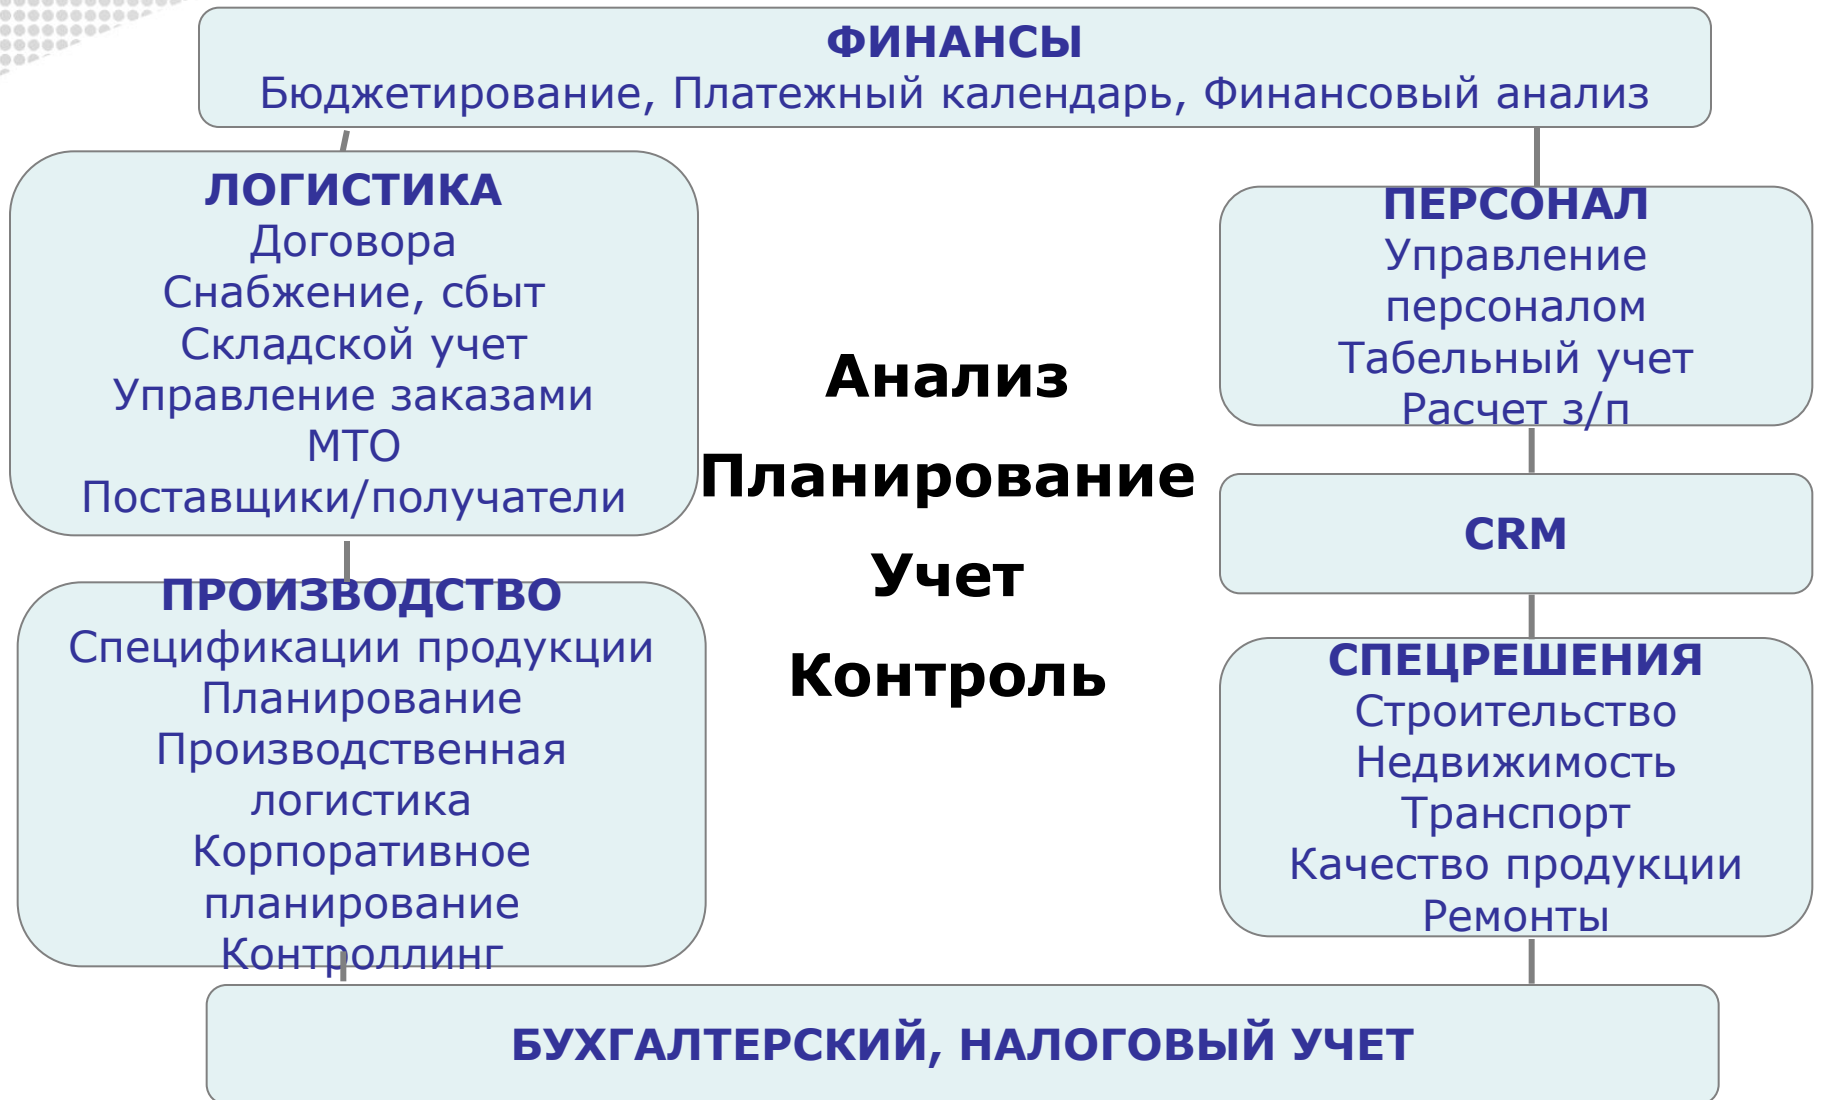 ФИНАНСЫ
Бюджетирование, Платежный календарь, Финансовый анализ
ЛОГИСТИКА
Договора
Снабжение, сбыт
Складской учет
Управление заказами
МТО
Поставщики/получатели
ПРОИЗВОДСТВО
Спецификации продукции
Планирование
Производственная
логистика
Корпоративное
планирование
Контроллинг
Анализ
Планирование
Учет
Контроль
ПЕРСОНАЛ
Управление
персоналом
Табельный учет
Расчет з/п
CRM
СПЕЦРЕШЕНИЯ
Строительство
Недвижимость
Транспорт
Качество продукции
Ремонты
БУХГАЛТЕРСКИЙ, НАЛОГОВЫЙ УЧЕТ